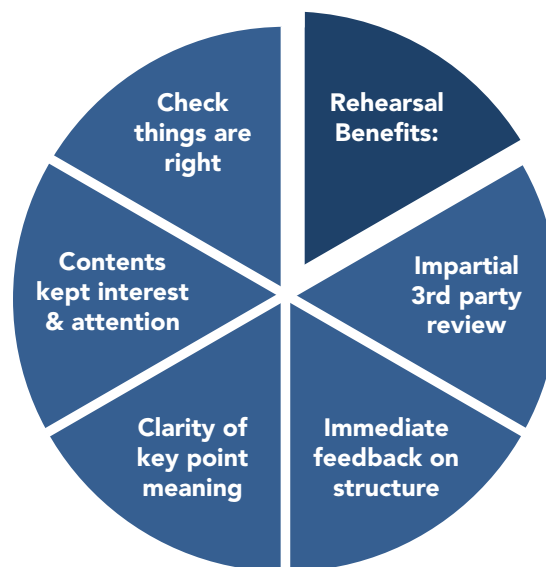 Rehearsal
Benefits:
Impartial
3rd party
review
Immediate
feedback on
structure
Clarity of
key point
meaning
Contents
kept interest
& attention
Check
things are
right